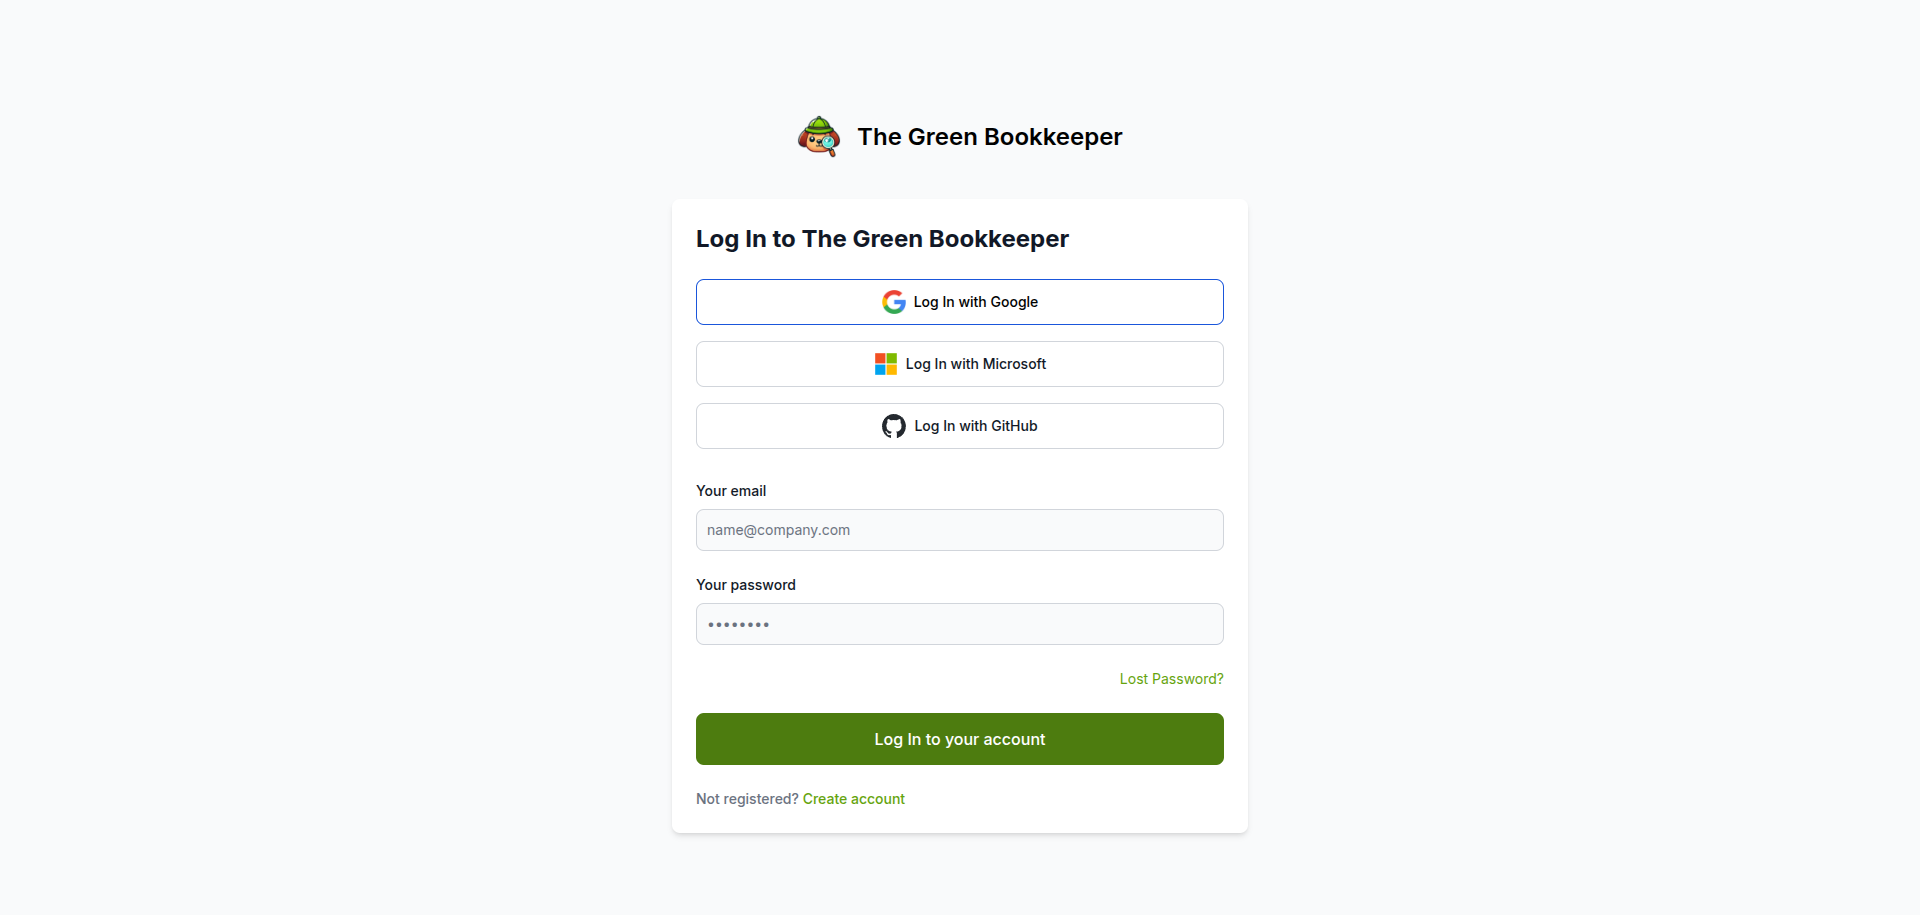 The Green Bookkeeper
Log In to The Green Bookkeeper
Log In with Google
Log In with Microsoft
Log In with GitHub
Your email
name@company.com
Your password
••••••••
Lost Password?
Log In to your account
Not registered? Create account